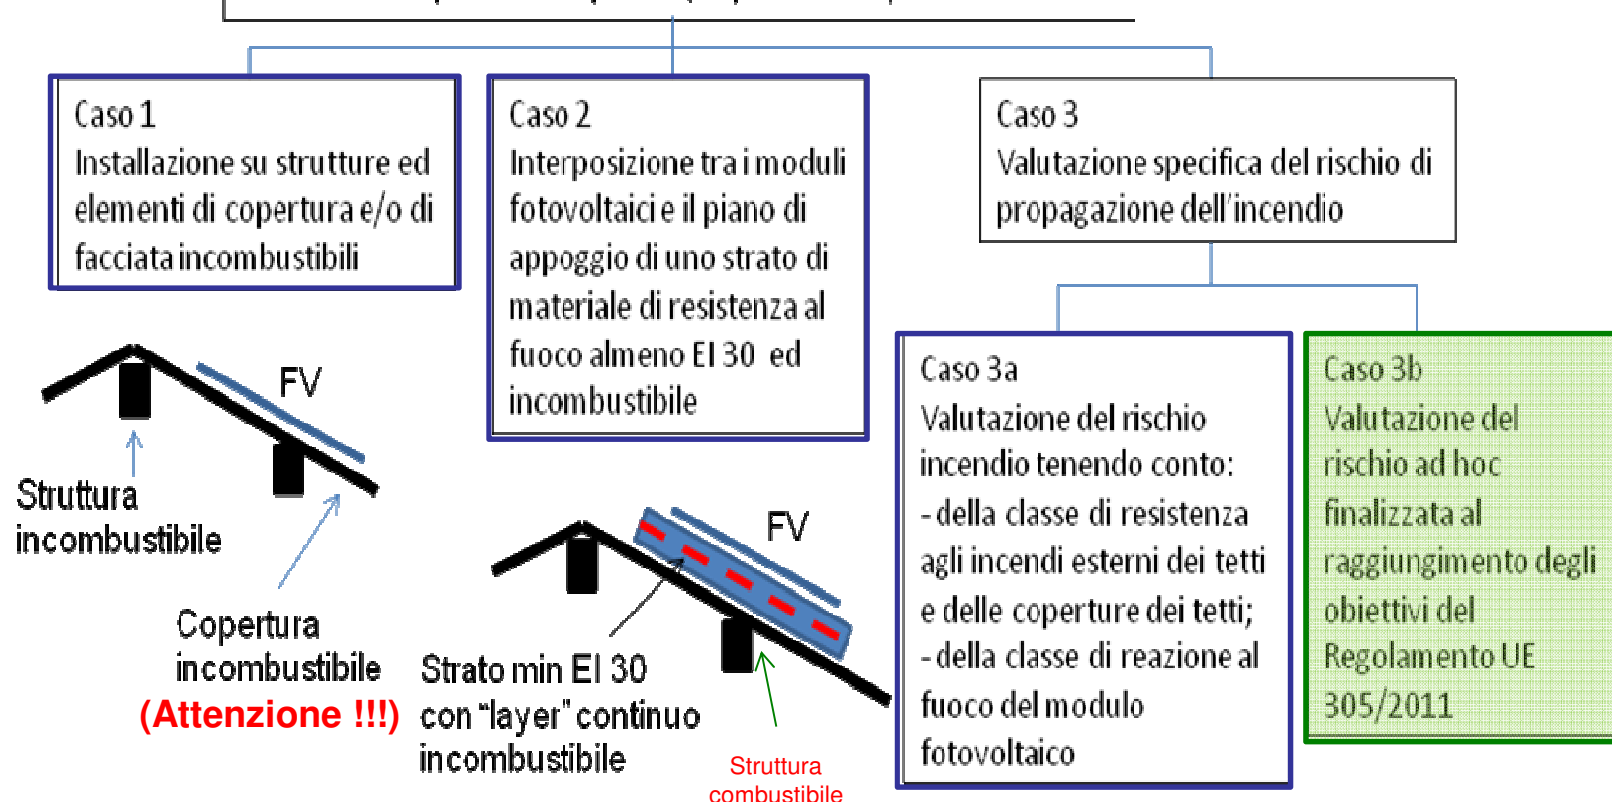 Caso 1
Installazione su strutture ed
elementi di copertura e/o di
facciata incombustibili
Caso 2
Interposizione tra i moduli
fotovoltaici e il piano di
appoggio di uno strato di
materiale di resistenza al
fuoco almeno EI 30 ed
incombustibile
Caso 3
Valutazione specifica del rischio di
propagazione dell'incendio
Caso 3a
Valutazione del rischio
incendio tenendo conto:
- della classe di resistenza
agli incendi esterni dei tetti
e delle coperture dei tetti;
- della classe di reazione al
fuoco del modulo
fotovoltaico
Caso 3b
Valutazione del
rischio ad hoc
finalizzata al
raggiungimento degli
obiettivi del
Regolamento UE
305/2011
FV
Struttura
incombustibile
Copertura
incombustibile
(Attenzione !!!)
FV
Strato min EI 30
con “layer” continuo
incombustibile
Struttura
combustibile